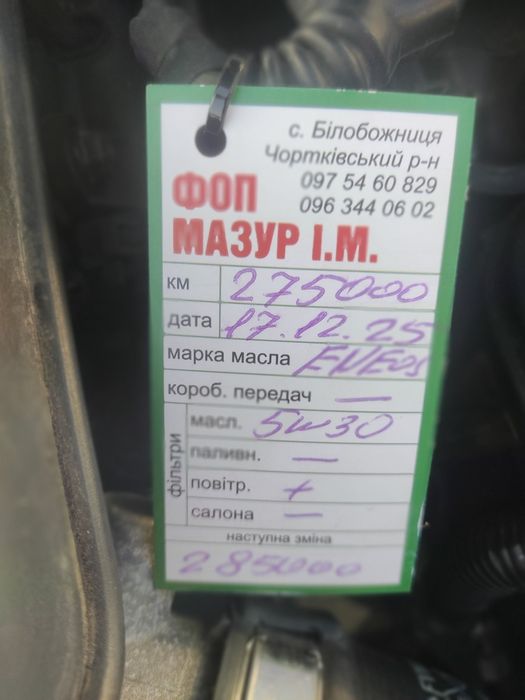 с. Білобожниця
Чортківський р-н
097 54 60 829
096 344 06 02
ФОП
МАЗУР І.М.
км 275000
дата 17.12.25
марка масла ENEOS
короб. передач —
фільтри
масл. 5w30
паливн. —
повітр. +
салона —
наступна зміна
285000